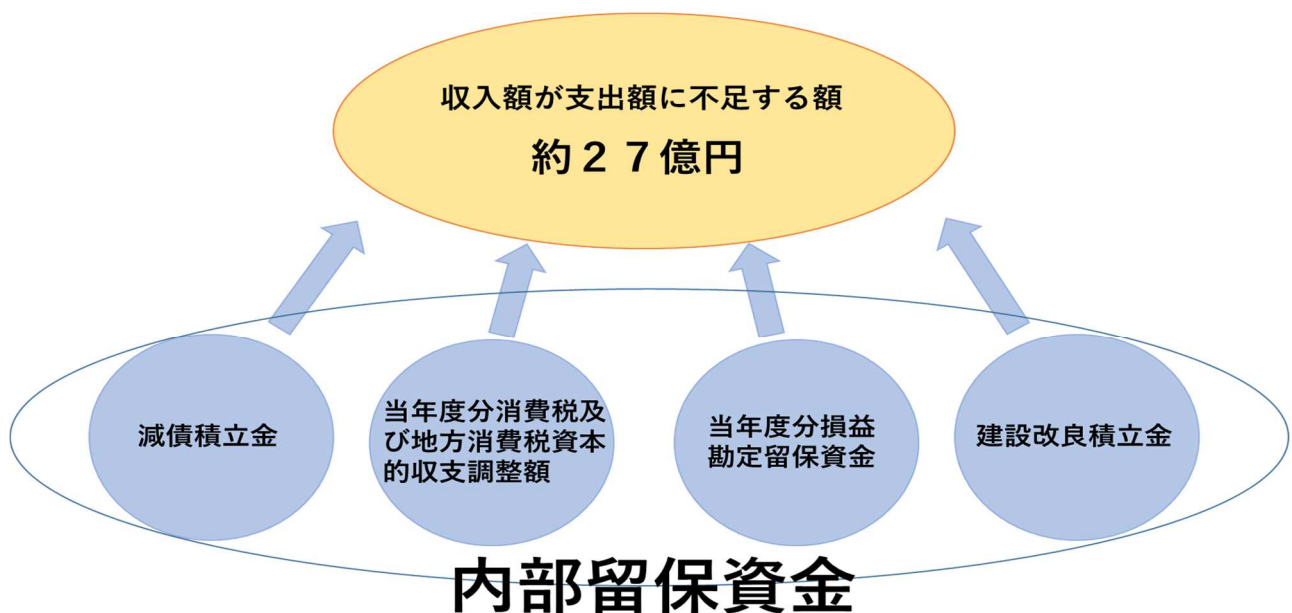 収入額が支出額に不足する額
約２７億円
減債積立金
当年度分消費税及
び地方消費税資本
的収支調整額
当年度分損益
勘定留保資金
建設改良積立金
内部留保資金